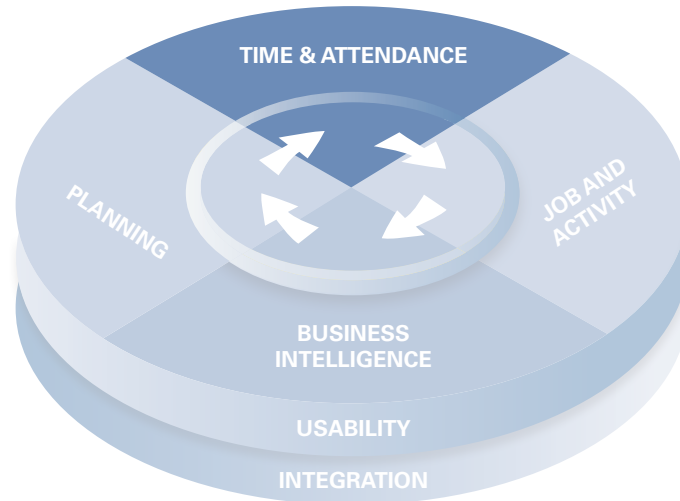 TIME & ATTENDANCE
PLANNING
JOB AND
ACTIVITY
BUSINESS
INTELLIGENCE
USABILITY
INTEGRATION